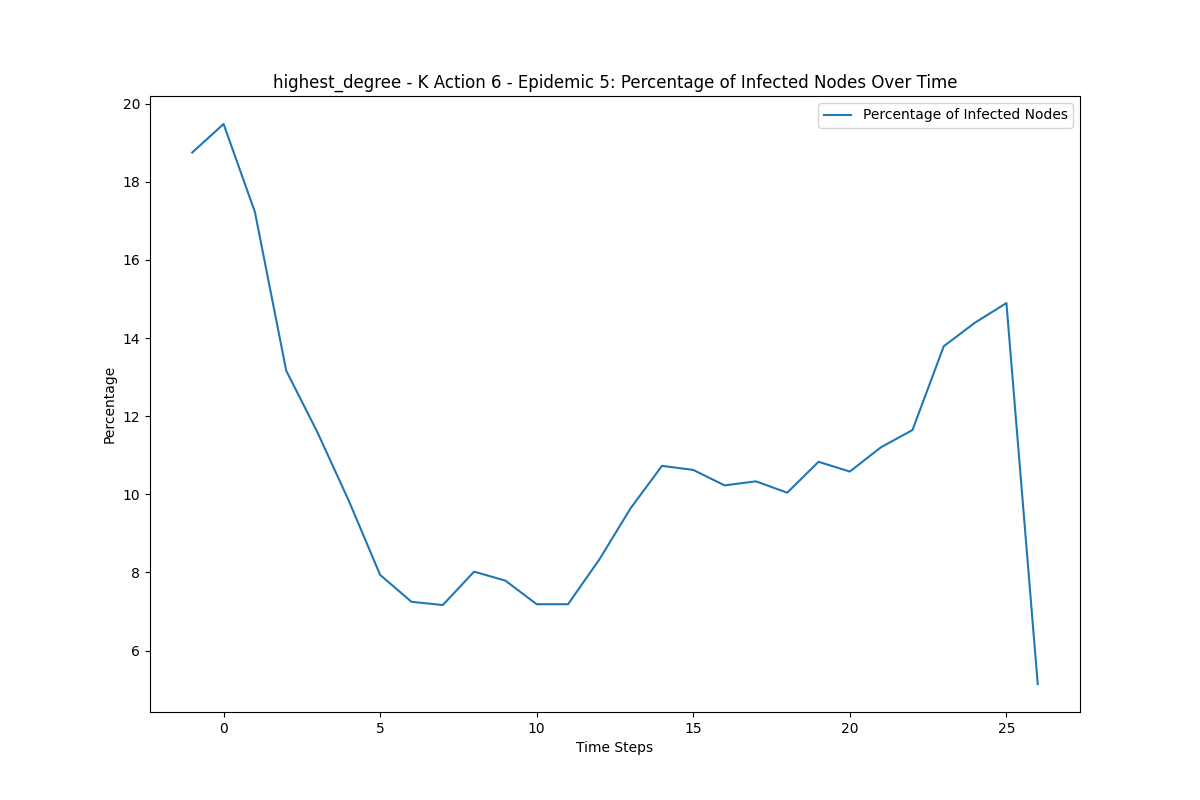 highest_degree - K Action 6 - Epidemic 5: Percentage of Infected Nodes Over Time
Percentage of Infected Nodes
20
18
16
14
12
10
8
6
Percentage
0 5 10 15 20 25
Time Steps